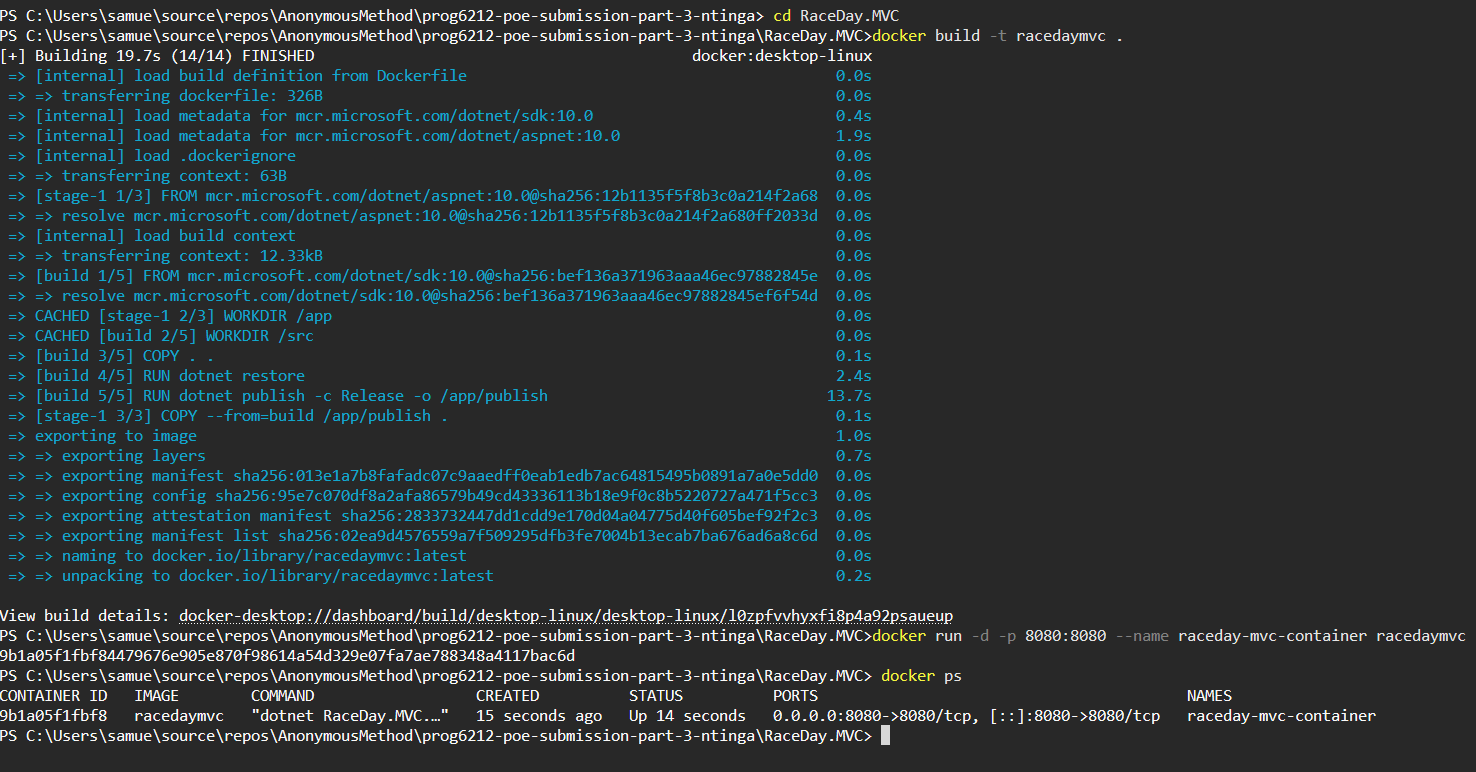 PS C:\Users\samue\source\repos\AnonymousMethod\prog6212-poe-submission-part-3-ntinga> cd RaceDay.MVC
PS C:\Users\samue\source\repos\AnonymousMethod\prog6212-poe-submission-part-3-ntinga\RaceDay.MVC>docker build -t racedaymvc .
[+] Building 19.7s (14/14) FINISHED docker:desktop-linux
=> [internal] load build definition from Dockerfile 0.0s
=> => transferring dockerfile: 326B 0.0s
=> [internal] load metadata for mcr.microsoft.com/dotnet/sdk:10.0 0.4s
=> [internal] load metadata for mcr.microsoft.com/dotnet/aspnet:10.0 1.9s
=> [internal] load .dockerignore 0.0s
=> => transferring context: 63B 0.0s
=> [stage-1 1/3] FROM mcr.microsoft.com/dotnet/aspnet:10.0@sha256:12b1135f5f8b3c0a214f2a68 0.0s
=> => resolve mcr.microsoft.com/dotnet/aspnet:10.0@sha256:12b1135f5f8b3c0a214f2a680ff2033d 0.0s
=> [internal] load build context 0.0s
=> => transferring context: 12.33kB 0.0s
=> [build 1/5] FROM mcr.microsoft.com/dotnet/sdk:10.0@sha256:bef136a371963aaa46ec97882845e 0.0s
=> => resolve mcr.microsoft.com/dotnet/sdk:10.0@sha256:bef136a371963aaa46ec97882845ef6f54d 0.0s
=> CACHED [stage-1 2/3] WORKDIR /app 0.0s
=> CACHED [build 2/5] WORKDIR /src 0.0s
=> [build 3/5] COPY . . 0.1s
=> [build 4/5] RUN dotnet restore 2.4s
=> [build 5/5] RUN dotnet publish -c Release -o /app/publish 13.7s
=> [stage-1 3/3] COPY --from=build /app/publish . 0.1s
=> exporting to image 1.0s
=> => exporting layers 0.7s
=> => exporting manifest sha256:013e1a7b8fafadc07c9aaedff0eab1edb7ac64815495b0891a7a0e5dd0 0.0s
=> => exporting config sha256:95e7c070df8a2afa86579b49cd43336113b18e9f0c8b5220727a471f5cc3 0.0s
=> => exporting attestation manifest sha256:2833732447dd1cdd9e170d04a04775d40f605bef92f2c3 0.0s
=> => exporting manifest list sha256:02ea9d4576559a7f509295dfb3fe7004b13ecab7ba676ad6a8c6d 0.0s
=> => naming to docker.io/library/racedaymvc:latest 0.0s
=> => unpacking to docker.io/library/racedaymvc:latest 0.2s
View build details: docker-desktop://dashboard/build/desktop-linux/desktop-linux/l0zpfvvhyxfi8p4a92psaueup
PS C:\Users\samue\source\repos\AnonymousMethod\prog6212-poe-submission-part-3-ntinga\RaceDay.MVC>docker run -d -p 8080:8080 --name raceday-mvc-container racedaymvc
9b1a05f1fbf84479676e905e870f98614a54d329e07fa7ae788348a4117bac6d
PS C:\Users\samue\source\repos\AnonymousMethod\prog6212-poe-submission-part-3-ntinga\RaceDay.MVC> docker ps
CONTAINER ID IMAGE COMMAND CREATED STATUS PORTS NAMES
9b1a05f1fbf8 racedaymvc "dotnet RaceDay.MVC.…" 15 seconds ago Up 14 seconds 0.0.0.0:8080->8080/tcp, [::]:8080->8080/tcp raceday-mvc-container
PS C:\Users\samue\source\repos\AnonymousMethod\prog6212-poe-submission-part-3-ntinga\RaceDay.MVC>